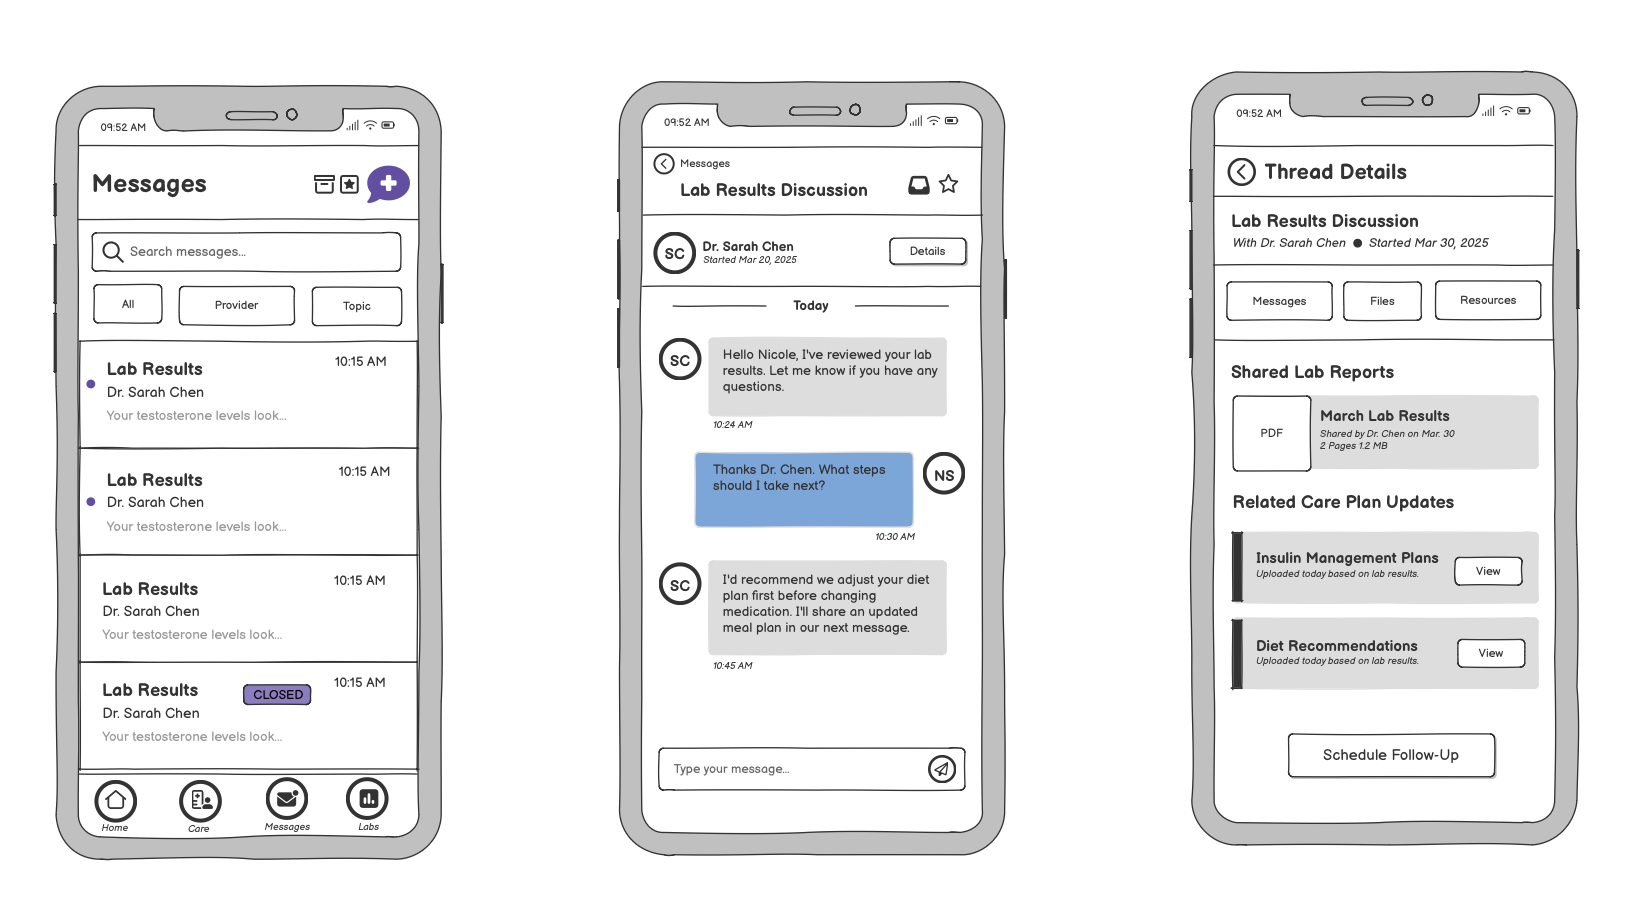 09:52 AM
Messages
Search messages...
All
Provider
Topic
Lab Results
10:15 AM
Dr. Sarah Chen
Your testosterone levels look...
Lab Results
10:15 AM
Dr. Sarah Chen
Your testosterone levels look...
Lab Results
10:15 AM
Dr. Sarah Chen
Your testosterone levels look...
Lab Results
CLOSED
10:15 AM
Dr. Sarah Chen
Your testosterone levels look...
Home
Care
Messages
Labs
09:52 AM
Messages
Lab Results Discussion
SC
Dr. Sarah Chen
Started Mar 20, 2025
Details
Today
SC
Hello Nicole, I've reviewed your lab
results. Let me know if you have any
questions.
10:24 AM
Thanks Dr. Chen. What steps
should I take next?
NS
10:30 AM
SC
I'd recommend we adjust your diet
plan first before changing
medication. I'll share an updated
meal plan in our next message.
10:45 AM
Type your message...
09:52 AM
Thread Details
Lab Results Discussion
With Dr. Sarah Chen ● Started Mar 30, 2025
Messages
Files
Resources
Shared Lab Reports
PDF
March Lab Results
Shared by Dr. Chen on Mar. 30
2 Pages 1.2 MB
Related Care Plan Updates
Insulin Management Plans
Uploaded today based on lab results.
View
Diet Recommendations
Uploaded today based on lab results.
View
Schedule Follow-Up